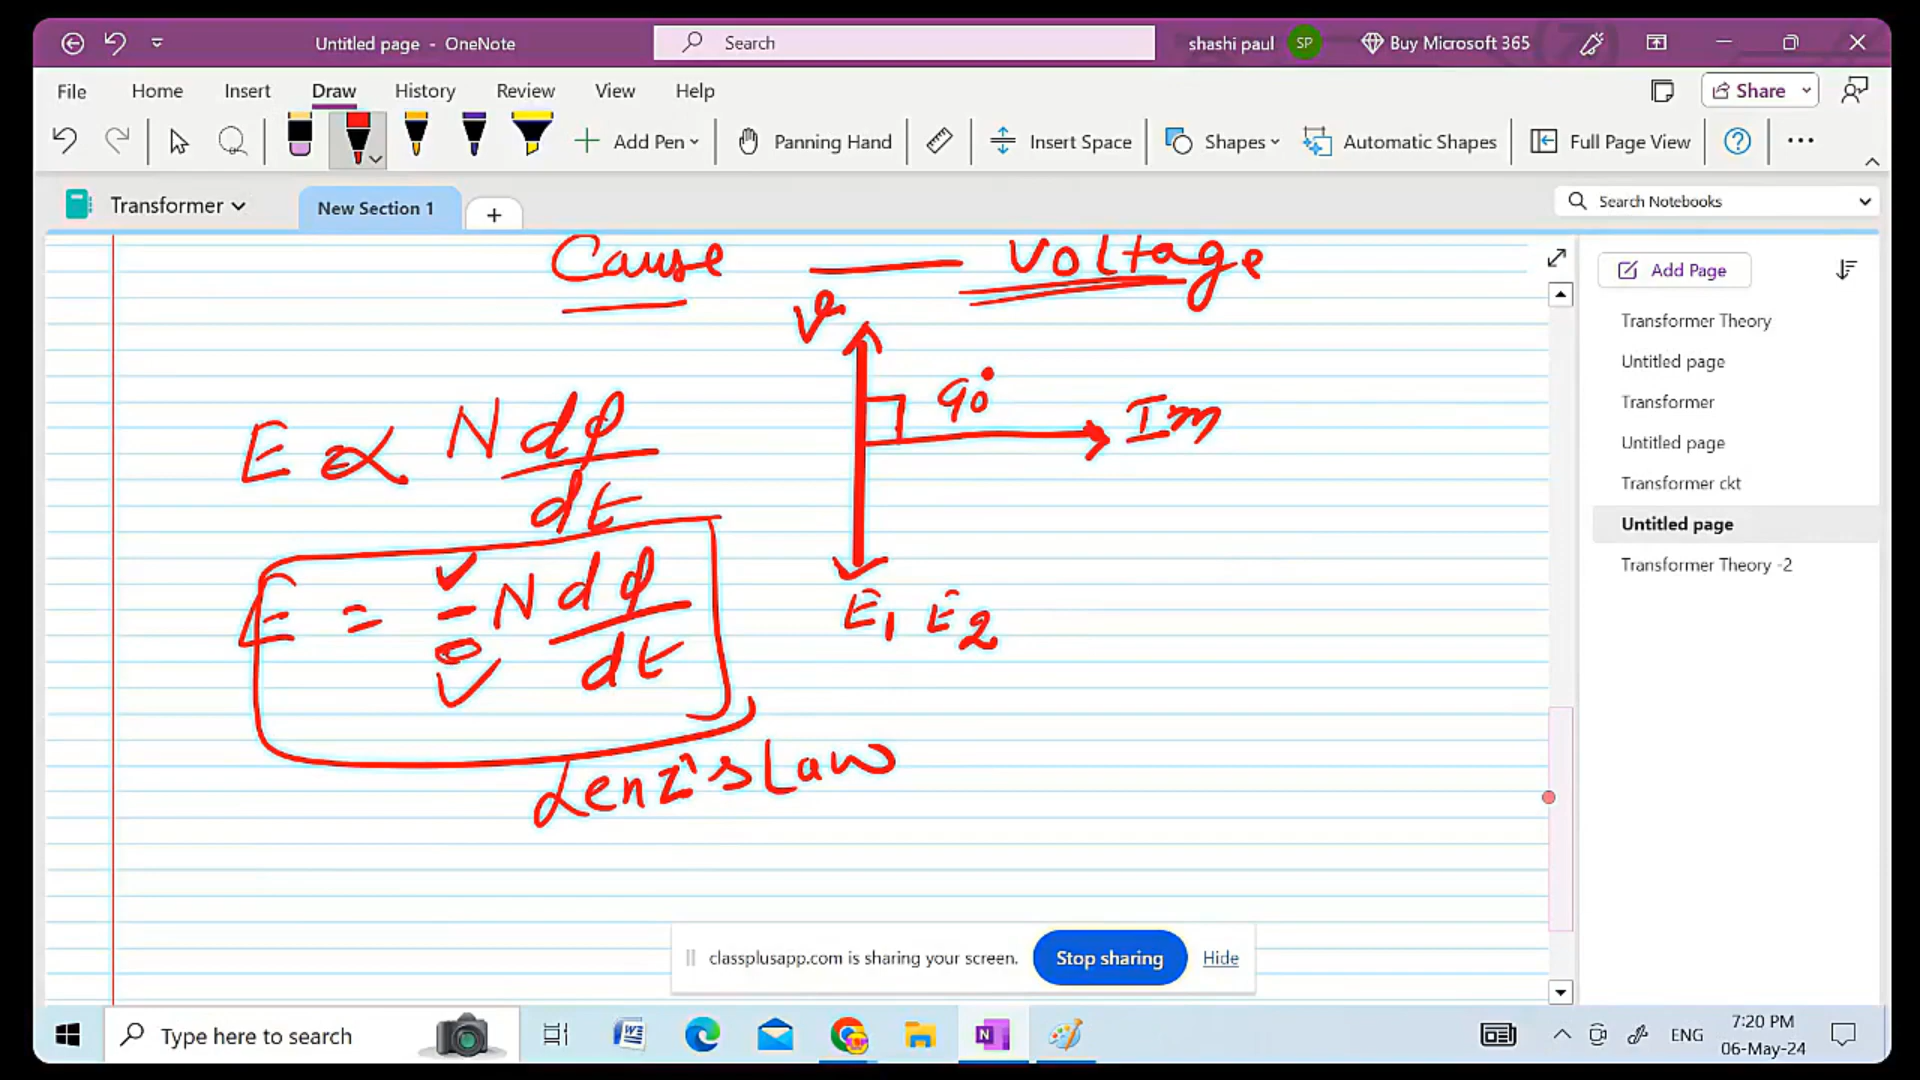 Untitled page - OneNote
Search
shashi paul
SP
Buy Microsoft 365
File Home Insert Draw History Review View Help
Share
Add Pen
Panning Hand
Insert Space
Shapes
Automatic Shapes
Full Page View
Transformer
New Section 1
Search Notebooks
Add Page
Transformer Theory
Untitled page
Transformer
Untitled page
Transformer ckt
Untitled page
Transformer Theory -2
Cause — Voltage
90°
Im
E ∝ N dφ/dt
E = - N dφ/dt
E1 E2
Lenz's Law
classplusapp.com is sharing your screen.
Stop sharing
Hide
Type here to search
ENG
7:20 PM
06-May-24